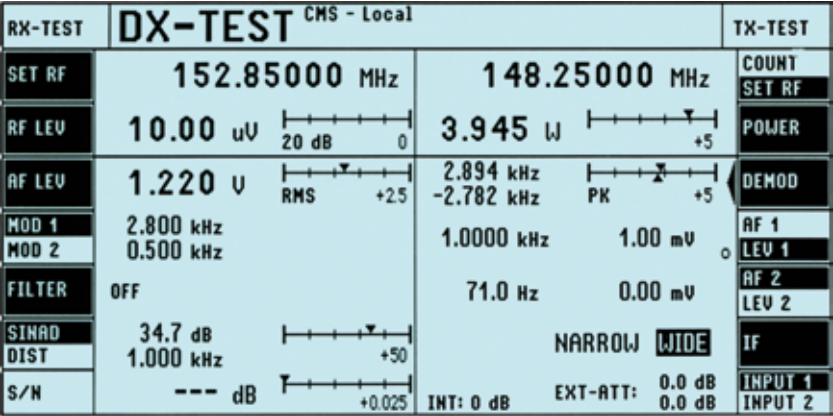 RX-TEST
DX-TEST CMS - Local
TX-TEST
SET RF
152.85000 MHz
148.25000 MHz
COUNT
SET RF
RF LEV
10.00 uV
20 dB 0
3.945 W
+5
POWER
AF LEV
1.220 V
RMS +2.5
2.894 kHz
-2.782 kHz
PK +5
DEMOD
MOD 1
MOD 2
2.800 kHz
0.500 kHz
1.0000 kHz
1.00 mV
AF 1
LEV 1
FILTER
OFF
71.0 Hz
0.00 mV
AF 2
LEV 2
SINAD
DIST
34.7 dB
1.000 kHz
+50
NARROW WIDE
IF
S/N
--- dB
+0.025
INT: 0 dB
EXT-ATT: 0.0 dB
0.0 dB
INPUT 1
INPUT 2